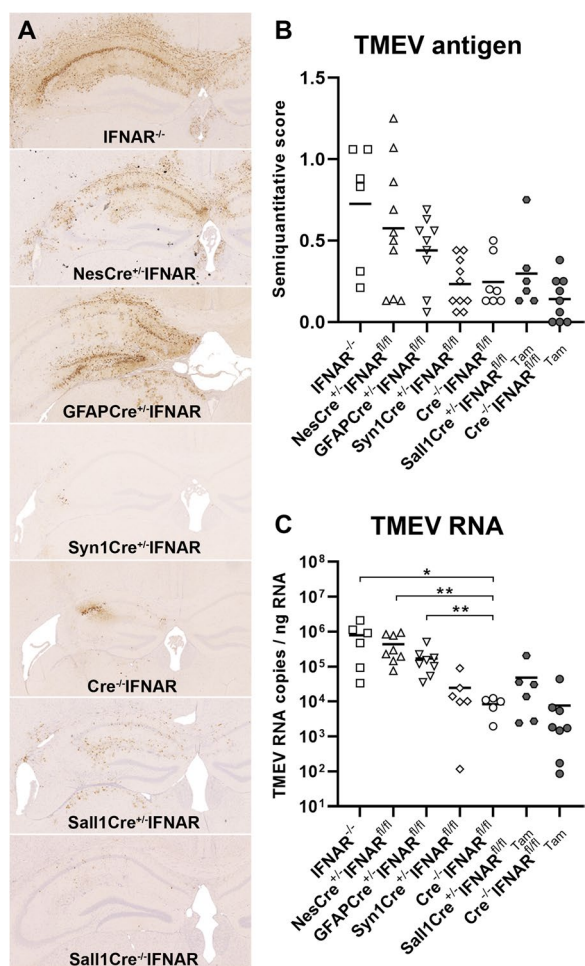 A
IFNAR-/-
NesCre+/-IFNAR
GFAPCre+/-IFNAR
Syn1Cre+/-IFNAR
Cre-/-IFNAR
Sall1Cre+/-IFNAR
Sall1Cre-/-IFNAR
B
TMEV antigen
Semiquantitative score
1.5
1.0
0.5
0.0
IFNAR-/-
NesCre+/-IFNARfl/fl
GFAPCre+/-IFNARfl/fl
Syn1Cre+/-IFNARfl/fl
Cre-/-IFNARfl/fl
Sall1Cre+/-IFNARfl/fl Tam
Cre-/-IFNARfl/fl Tam
C
TMEV RNA
TMEV RNA copies / ng RNA
10⁸
10⁷
10⁶
10⁵
10⁴
10³
10²
10¹
*
**
**
IFNAR-/-
NesCre+/-IFNARfl/fl
GFAPCre+/-IFNARfl/fl
Syn1Cre+/-IFNARfl/fl
Cre-/-IFNARfl/fl
Sall1Cre+/-IFNARfl/fl Tam
Cre-/-IFNARfl/fl Tam